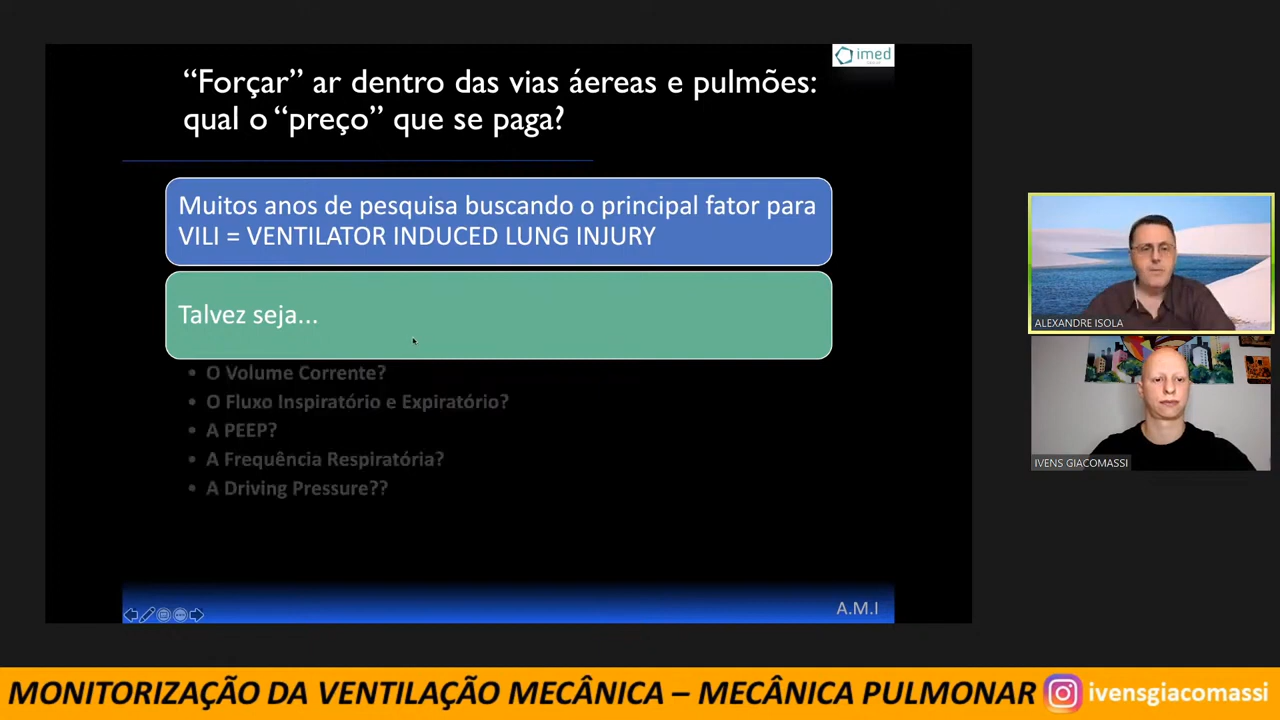 imed
“Forçar” ar dentro das vias áereas e pulmões:
qual o “preço” que se paga?
Muitos anos de pesquisa buscando o principal fator para
VILI = VENTILATOR INDUCED LUNG INJURY
Talvez seja...
• O Volume Corrente?
• O Fluxo Inspiratório e Expiratório?
• A PEEP?
• A Frequência Respiratória?
• A Driving Pressure??
A.M.I
ALEXANDRE ISOLA
IVENS GIACOMASSI
MONITORIZAÇÃO DA VENTILAÇÃO MECÂNICA – MECÂNICA PULMONAR ivensgiacomassi